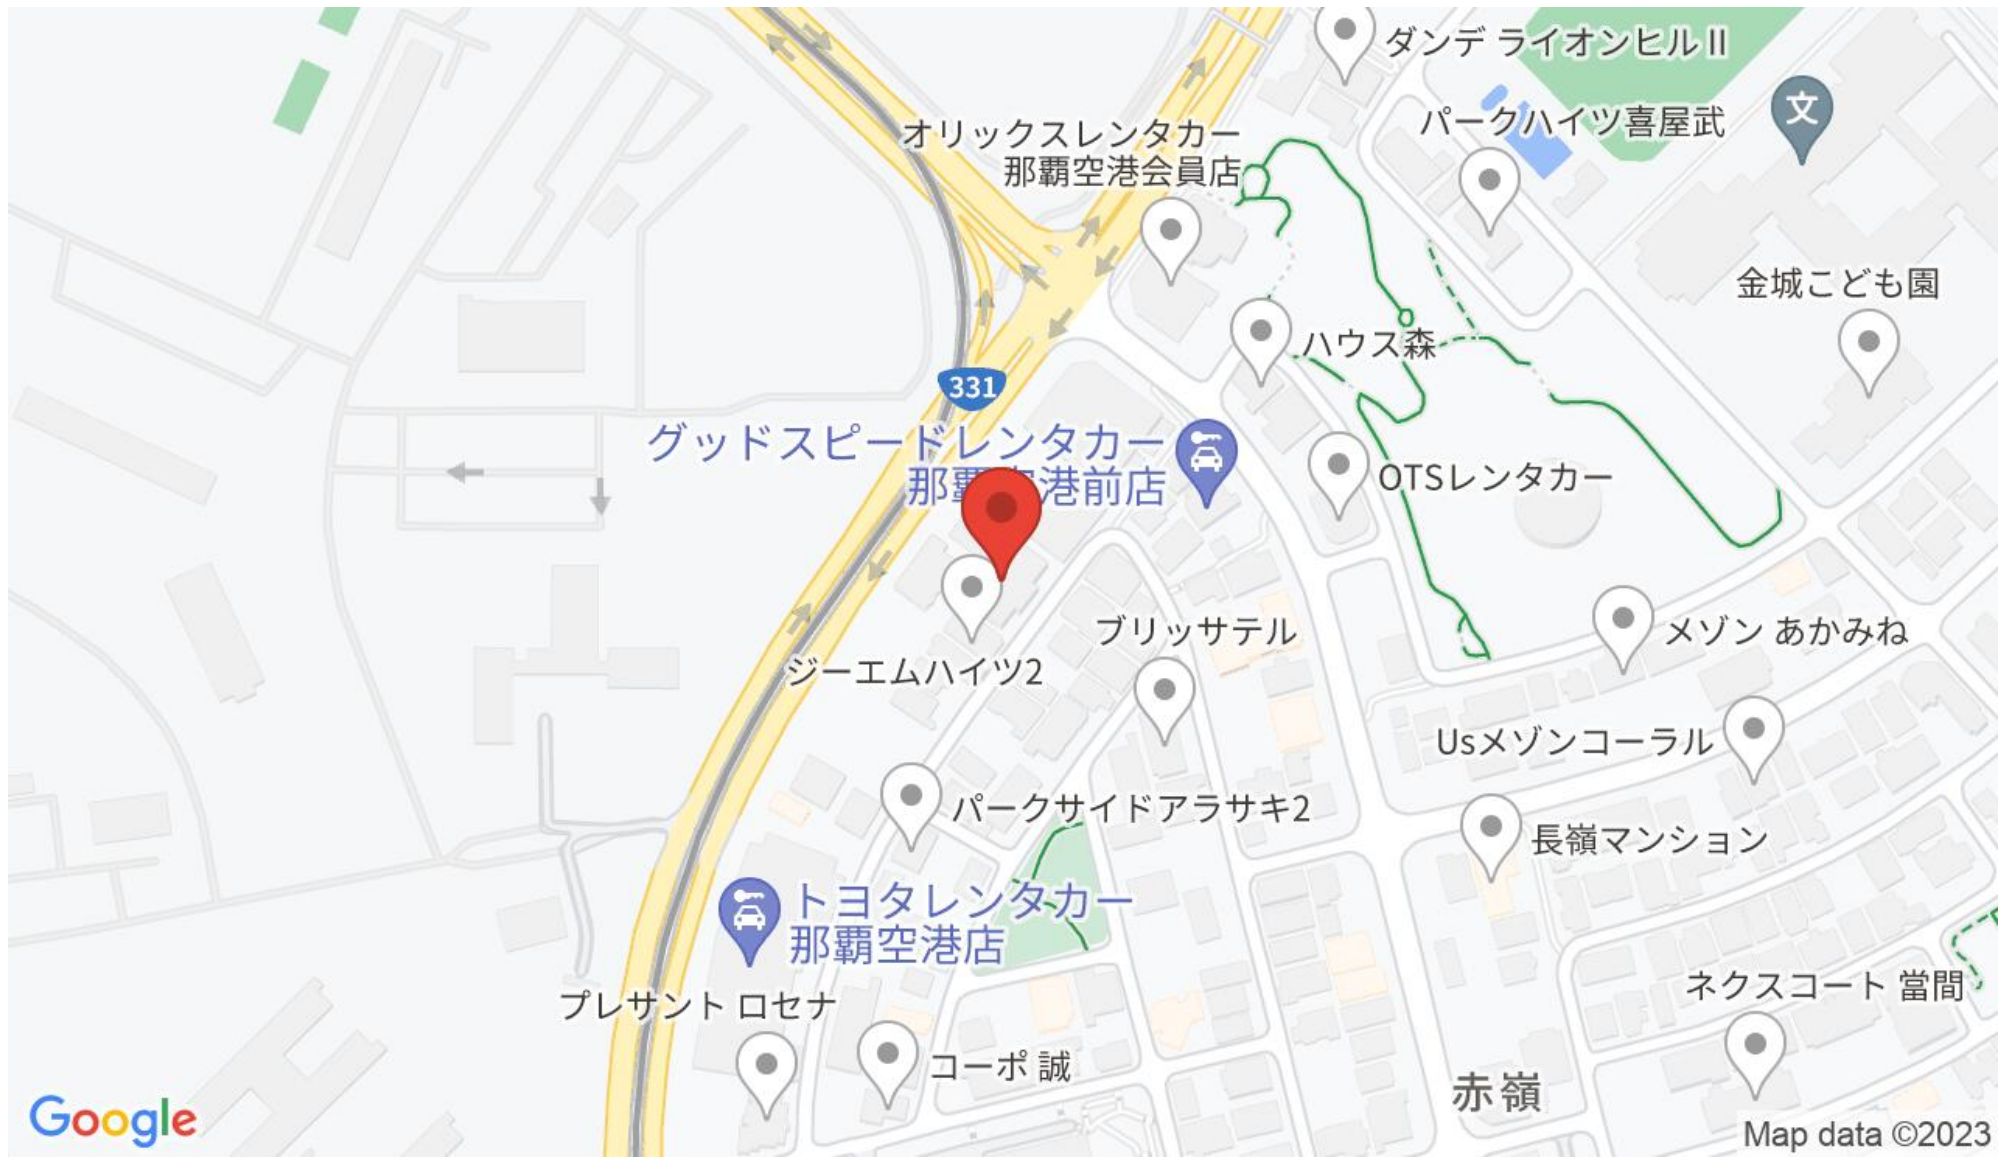 ダンデ ライオンヒル II
パークハイツ喜屋武
文
オリックスレンタカー
那覇空港会員店
金城こども園
ハウス森
331
グッドスピードレンタカー
那覇空港前店
OTSレンタカー
ブリッサテル
メゾン あかみね
ジーエムハイツ2
Usメゾンコーラル
パークサイドアラサキ2
長嶺マンション
トヨタレンタカー
那覇空港店
ネクスコート 當間
プレサント ロセナ
コーポ 誠
赤嶺
Google
Map data ©2023